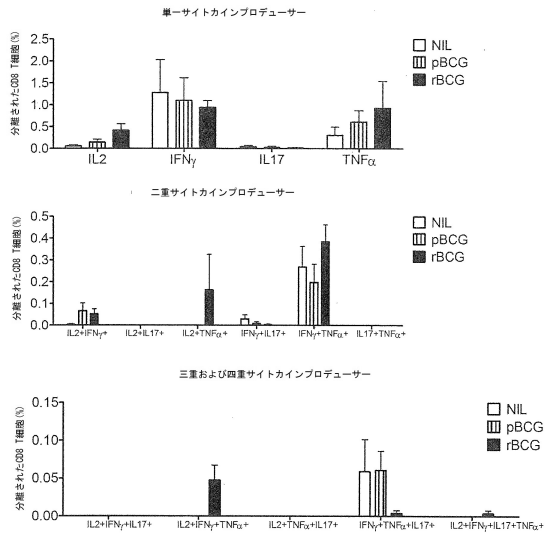 単一サイトカインプロデューサー
分離されたCD8 T細胞(%)
2.5
2.0
1.5
1.0
0.5
0.0
IL2 IFNγ IL17 TNFα
NIL
pBCG
rBCG
二重サイトカインプロデューサー
分離されたCD8 T細胞(%)
0.5
0.4
0.3
0.2
0.1
0.0
IL2+IFNγ+ IL2+IL17+ IL2+TNFα+ IFNγ+IL17+ IFNγ+TNFα+ IL17+TNFα+
NIL
pBCG
rBCG
三重および四重サイトカインプロデューサー
分離されたCD8 T細胞(%)
0.15
0.10
0.05
0.00
IL2+IFNγ+IL17+ IL2+IFNγ+TNFα+ IL2+TNFα+IL17+ IFNγ+TNFα+IL17+ IL2+IFNγ+IL17+TNFα+
NIL
pBCG
rBCG